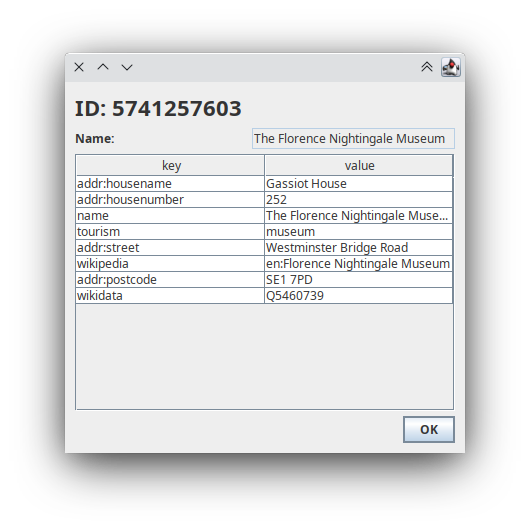 ID: 5741257603
Name: The Florence Nightingale Museum
key value
addr:housename Gassiot House
addr:housenumber 252
name The Florence Nightingale Muse...
tourism museum
addr:street Westminster Bridge Road
wikipedia en:Florence Nightingale Museum
addr:postcode SE1 7PD
wikidata Q5460739
OK